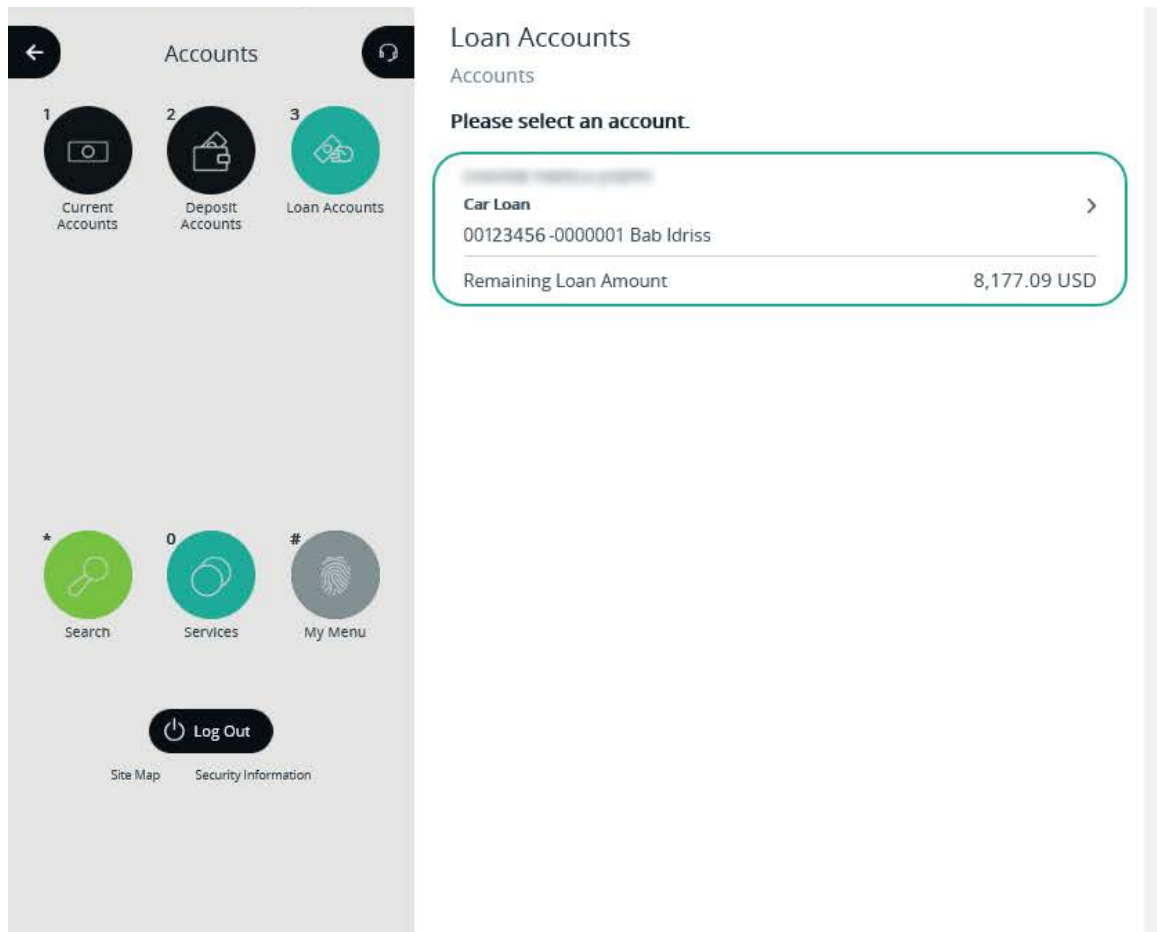 Accounts
1
2
3
Current
Accounts
Deposit
Accounts
Loan Accounts
*
0
#
Search
Services
My Menu
Log Out
Site Map
Security Information
Loan Accounts
Accounts
Please select an account.
Car Loan
00123456-0000001 Bab Idriss
Remaining Loan Amount 8,177.09 USD